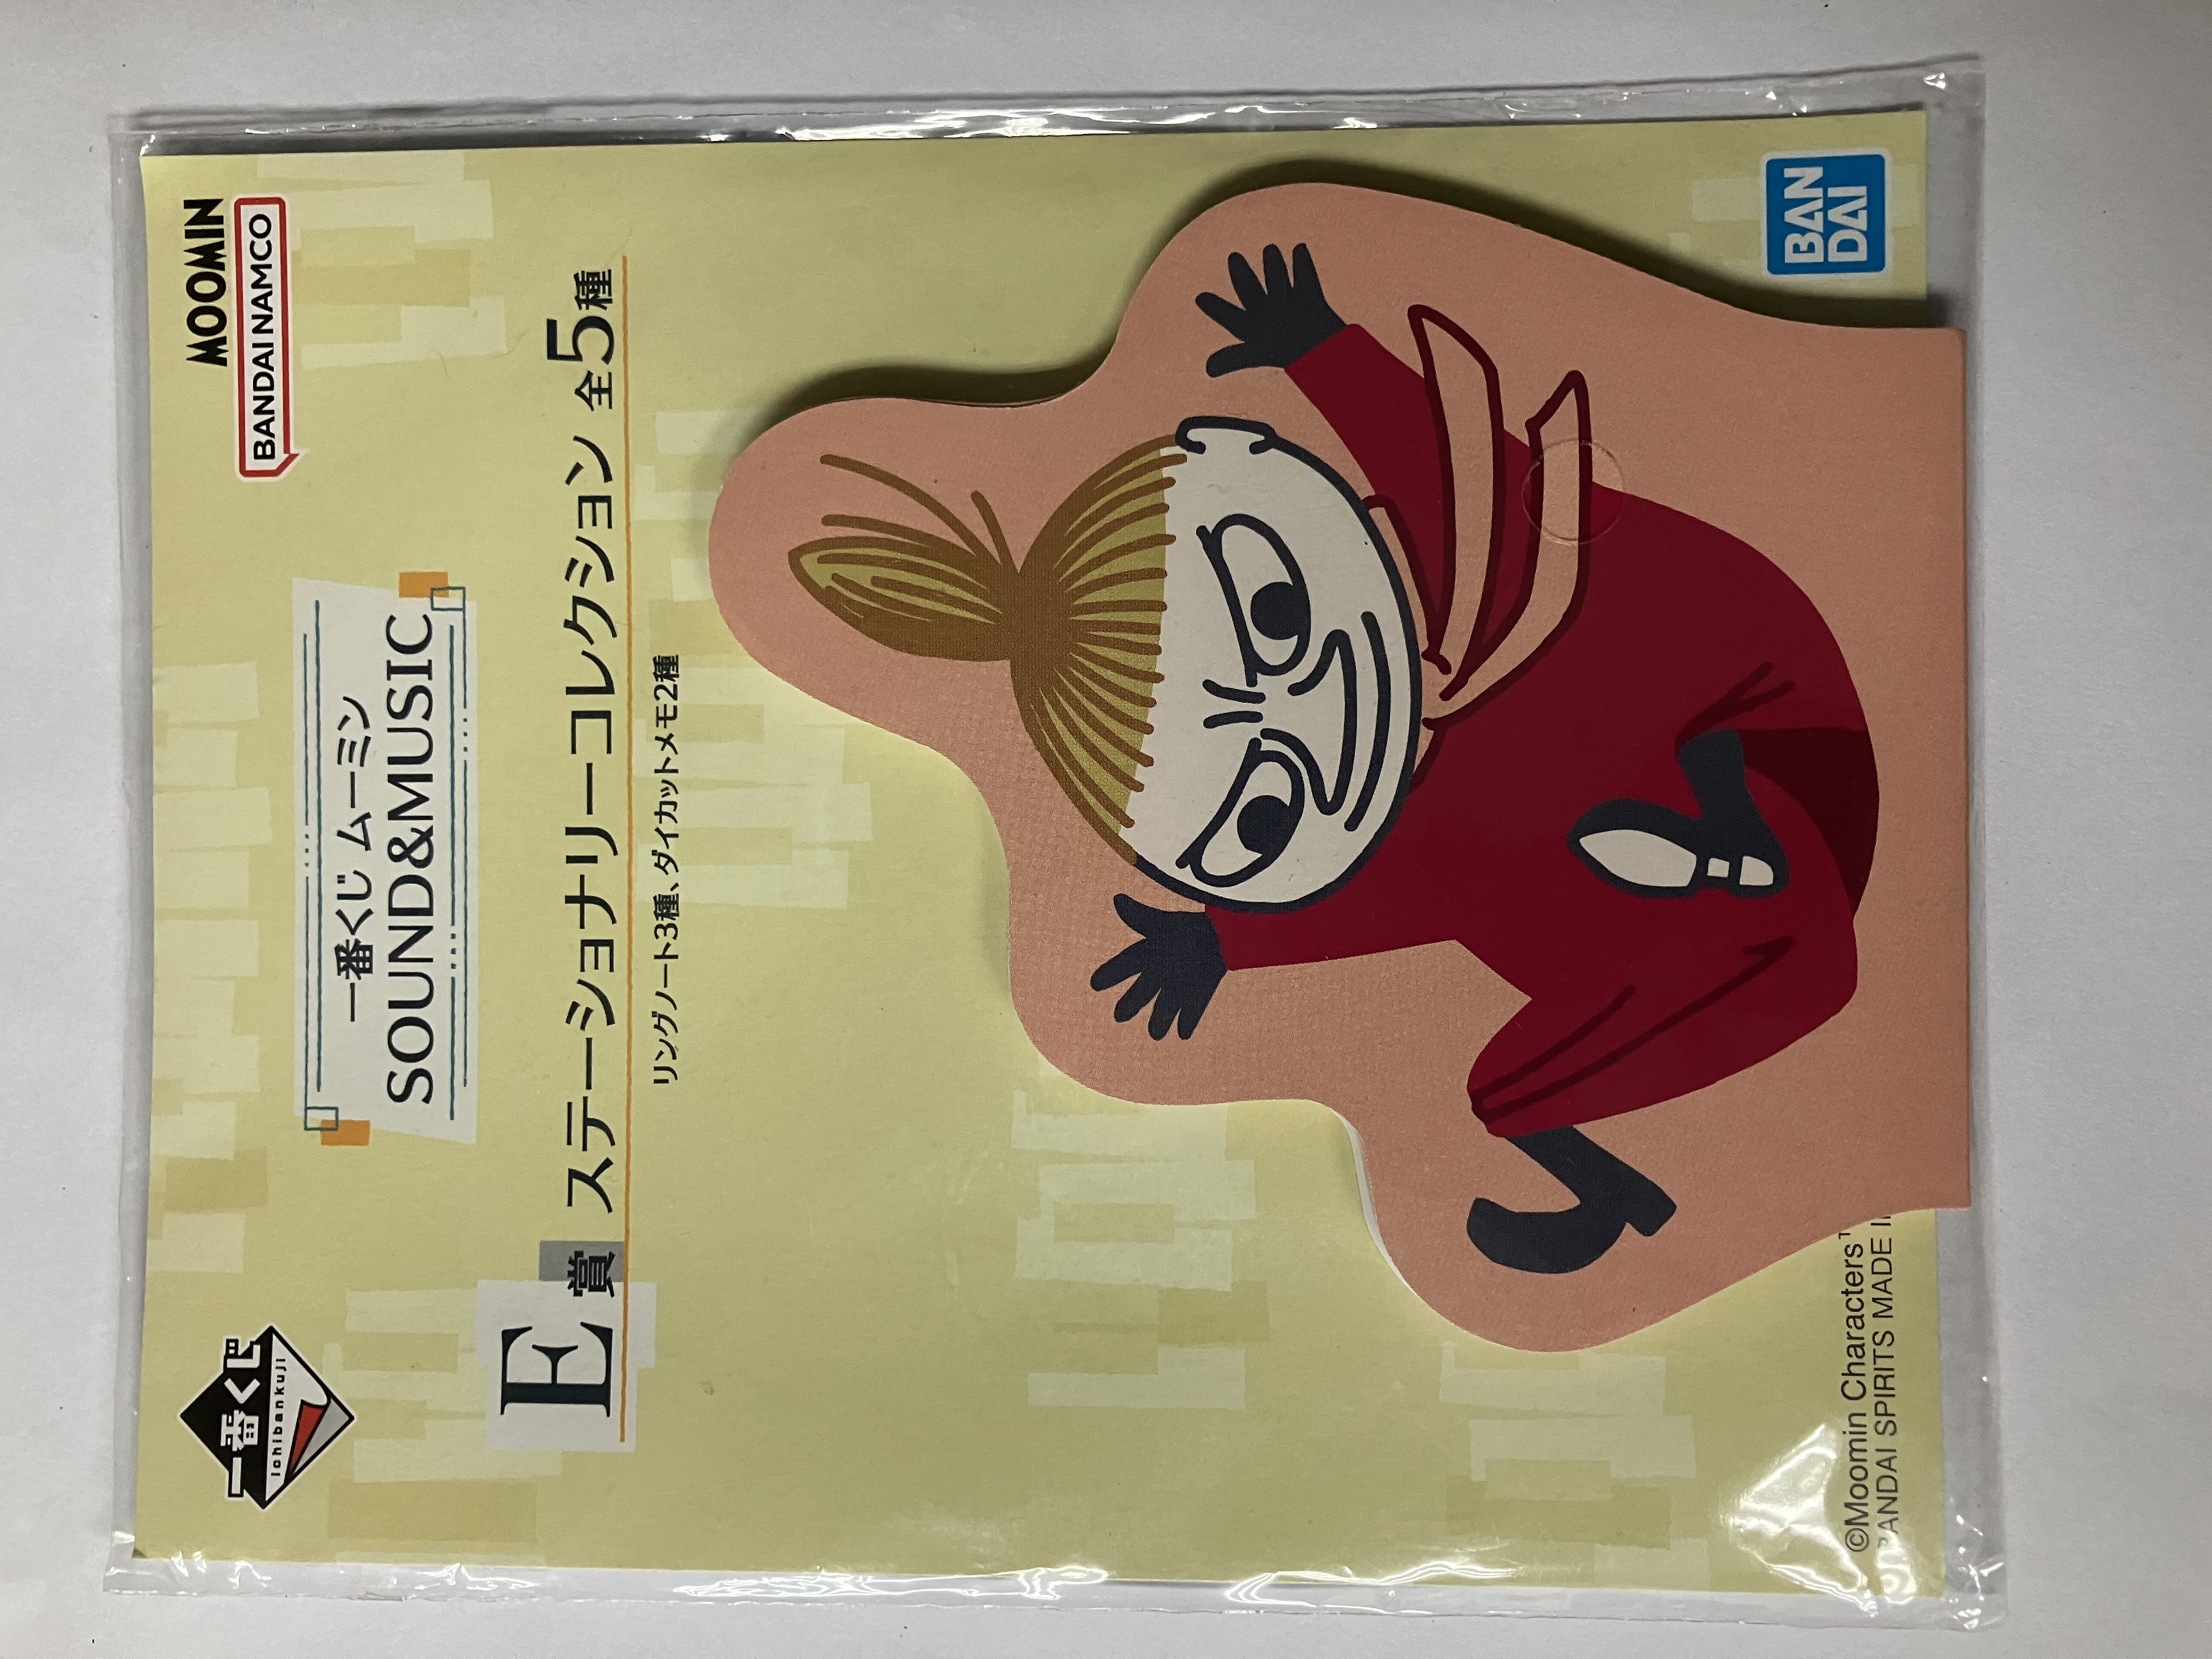 一番くじ
ichibankuji
MOOMIN
BANDAI NAMCO
一番くじ ムーミン
SOUND&MUSIC
E賞 ステーショナリーコレクション 全5種
リングノート3種、ダイカットメモ2種
BAN
DAI
©Moomin Characters
BANDAI SPIRITS MADE